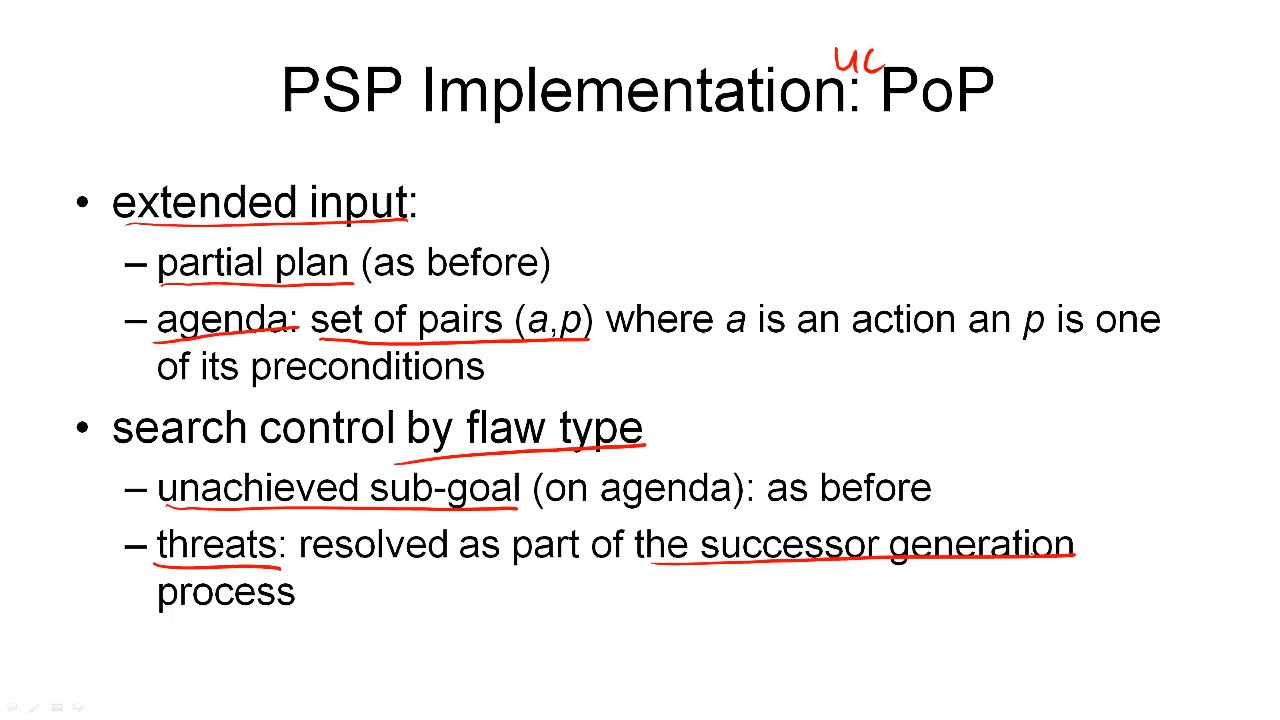 UC
PSP Implementation: PoP
• extended input:
– partial plan (as before)
– agenda: set of pairs (a,p) where a is an action an p is one
of its preconditions
• search control by flaw type
– unachieved sub-goal (on agenda): as before
– threats: resolved as part of the successor generation
process